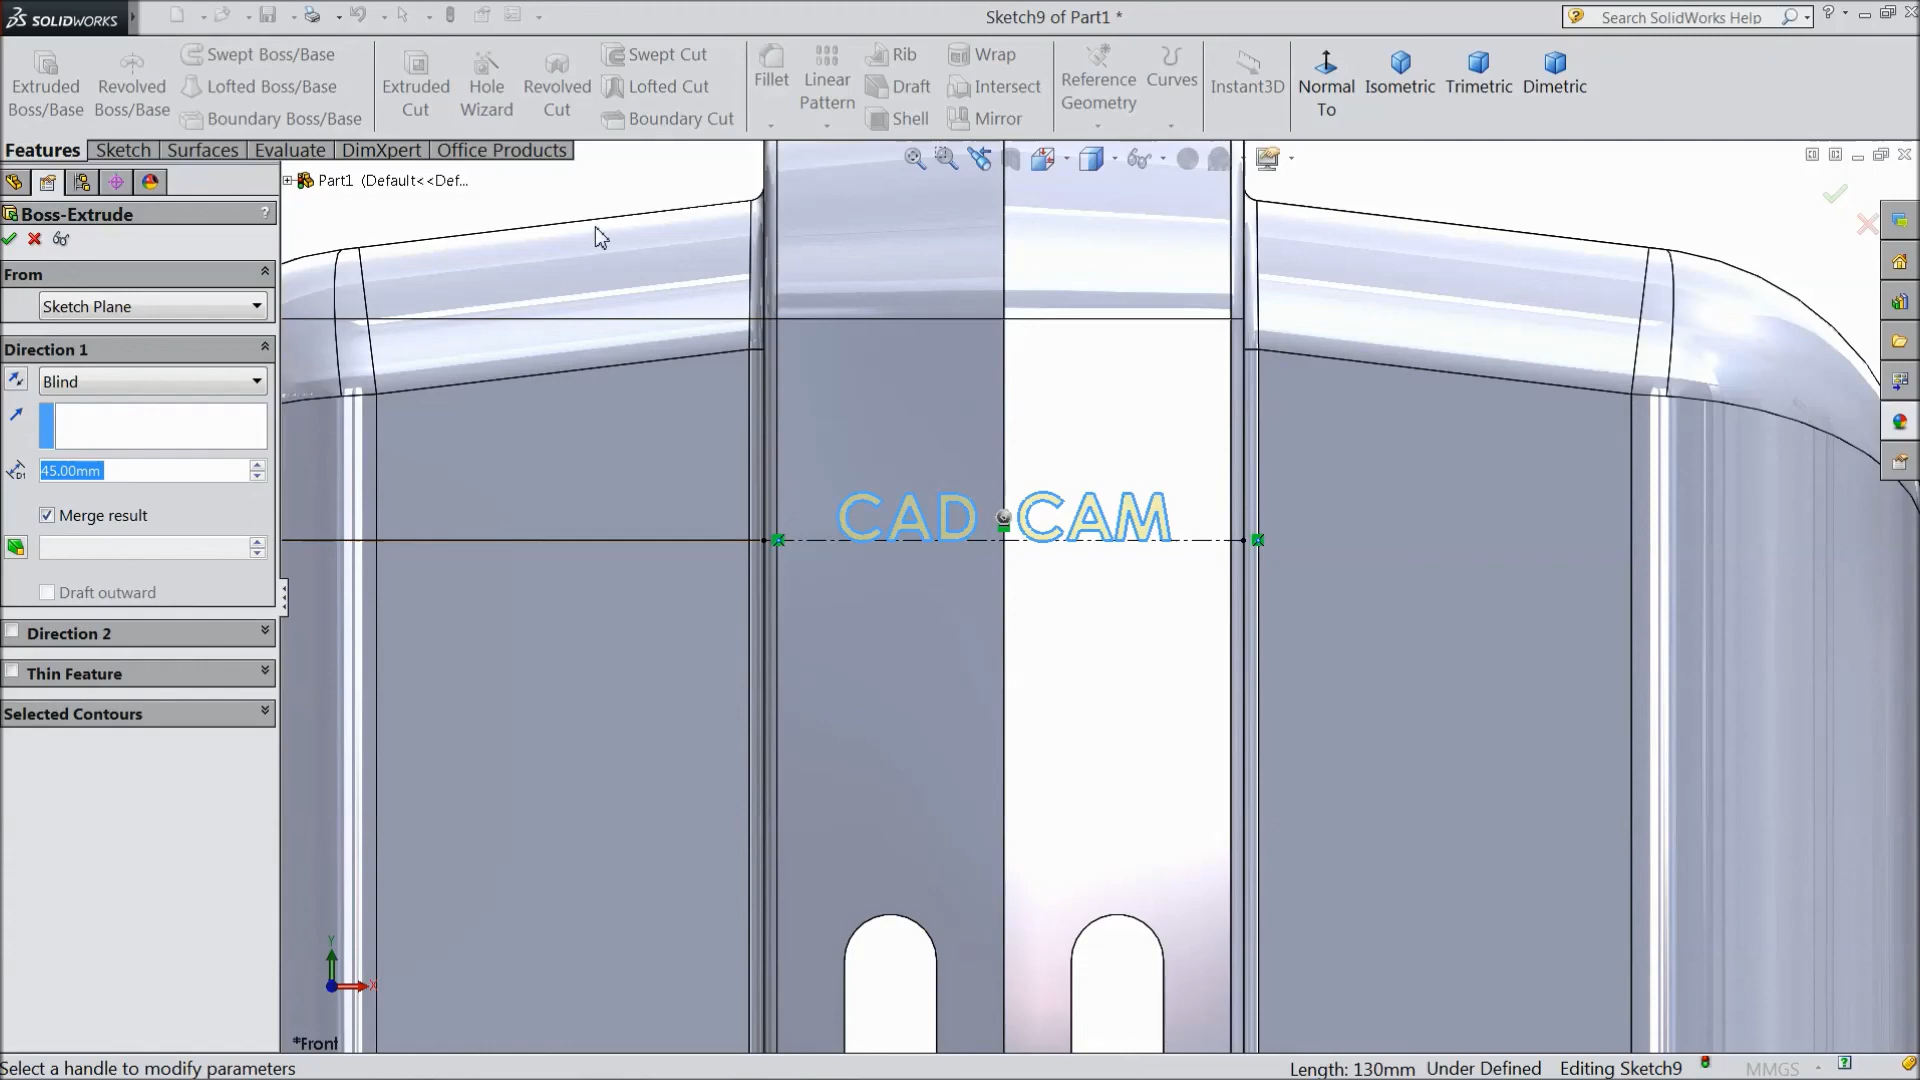 SOLIDWORKS
Sketch9 of Part1 *
Search SolidWorks Help
Extruded Boss/Base
Revolved Boss/Base
Swept Boss/Base
Lofted Boss/Base
Boundary Boss/Base
Extruded Cut
Hole Wizard
Revolved Cut
Swept Cut
Lofted Cut
Boundary Cut
Fillet
Linear Pattern
Rib
Draft
Shell
Wrap
Intersect
Mirror
Reference Geometry
Curves
Instant3D
Normal To
Isometric
Trimetric
Dimetric
Features
Sketch
Surfaces
Evaluate
DimXpert
Office Products
Part1 (Default<<Def...
Boss-Extrude
?
From
Sketch Plane
Direction 1
Blind
D1
45.00mm
Merge result
Draft outward
Direction 2
Thin Feature
Selected Contours
CAD CAM
Y
X
*Front
Select a handle to modify parameters
Length: 130mm
Under Defined
Editing Sketch9
MMGS